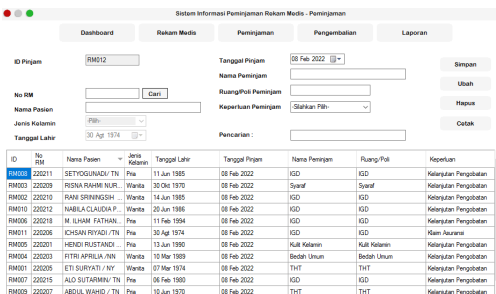 Sistem Informasi Peminjaman Rekam Medis - Peminjaman
Dashboard Rekam Medis Peminjaman Pengembalian Laporan
ID Pinjam RM012 Tanggal Pinjam 08 Feb 2022 Simpan
Nama Peminjam
Ubah
No RM Cari Ruang/Poli Peminjam
Nama Pasien Keperluan Peminjam -Silahkan Pilih- Hapus
Jenis Kelamin -Pilih- Cetak
Tanggal Lahir 30 Agt 1974 Pencarian :
ID No RM Nama Pasien Jenis Kelamin Tanggal Lahir Tanggal Pinjam Nama Peminjam Ruang/Poli Keperluan
RM008 220211 SETYOGUNADI/ TN Pria 11 Jun 1985 08 Feb 2022 IGD IGD Kelanjutan Pengobatan
RM003 220209 RISNA RAHMI NUR... Wanita 30 Okt 1970 08 Feb 2022 Syaraf Syaraf Kelanjutan Pengobatan
RM002 220210 RANI SRININGSIH ... Wanita 14 Jun 1985 08 Feb 2022 IGD IGD Kelanjutan Pengobatan
RM010 220212 NABILA CLAUDIA P... Wanita 20 Jun 1986 08 Feb 2022 IGD IGD Kelanjutan Pengobatan
RM006 220218 M. ILHAM FATHAN... Pria 11 Feb 1994 08 Feb 2022 IGD IGD Kelanjutan Pengobatan
RM011 220206 ICHSAN RIYADI /TN Pria 30 Agt 1974 08 Feb 2022 IGD IGD Klaim Asuransi
RM005 220201 HENDI RUSTANDI ... Pria 13 Jun 1990 08 Feb 2022 Kulit Kelamin Kulit Kelamin Kelanjutan Pengobatan
RM004 220203 FITRI APRILIA /NN Wanita 10 Mar 1989 08 Feb 2022 Bedah Umum Bedah Umum Kelanjutan Pengobatan
RM001 220205 ETI SURYATI / NY Wanita 07 Mar 1974 08 Feb 2022 THT THT Kelanjutan Pengobatan
RM007 220215 ALO SUTARMIN/ TN Pria 06 Feb 1980 08 Feb 2022 IGD IGD Kelanjutan Pengobatan
RM009 220207 ABDUL WAHID / TN Pria 10 Jun 1970 08 Feb 2022 THT THT Kelanjutan Pengobatan